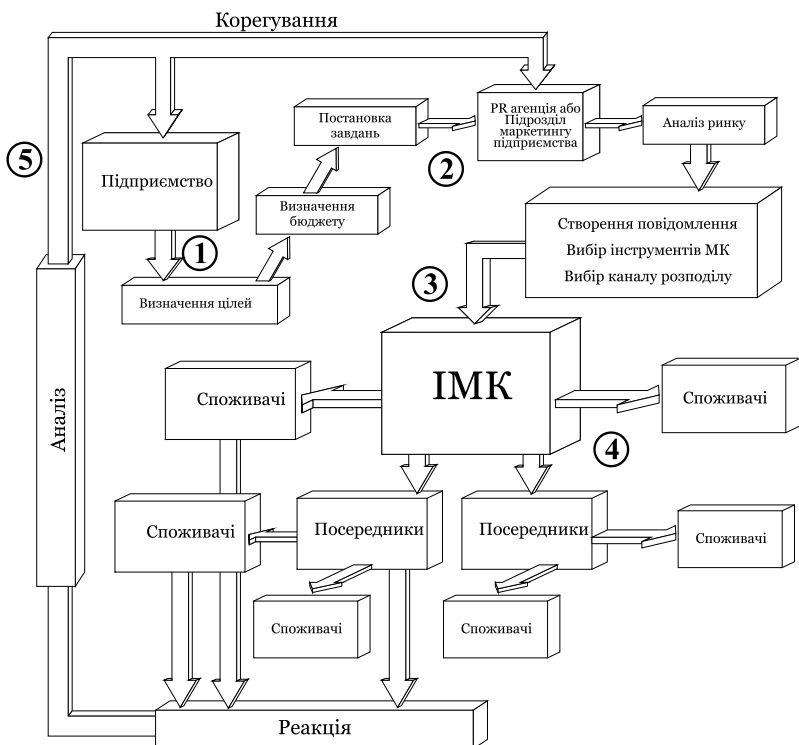 Корегування
Постановка
завдань
PR агенція або
Підрозділ
маркетингу
підприємства
Аналіз ринку
5
2
Підприємство
Визначення
бюджету
1
Створення повідомлення
Вибір інструментів МК
Вибір каналу розподілу
Визначення цілей
3
ІМК
Споживачі
Споживачі
Аналіз
4
Споживачі
Посередники
Посередники
Споживачі
Споживачі
Споживачі
Реакція